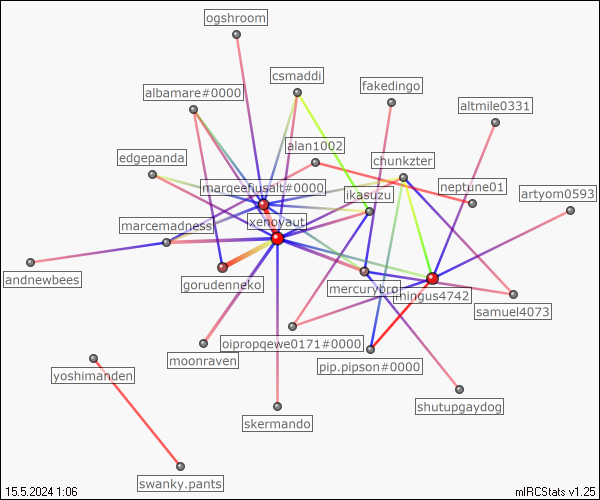 ogshroom
csmaddi
fakedingo
albamare#0000
altmile0331
alan1002
edgepanda
chunkzter
marqeefiusalt#0000
ikasuzu
neptune01
artyom0593
marcemadness
xenoyaut
andnewbees
gorudenneko
mercurybro
mingus4742
samuel4073
oipropqewe0171#0000
moonraven
pip.pipson#0000
yoshimanden
shutupgaydog
skermando
swanky.pants
15.5.2024 1:06
mIRCStats v1.25